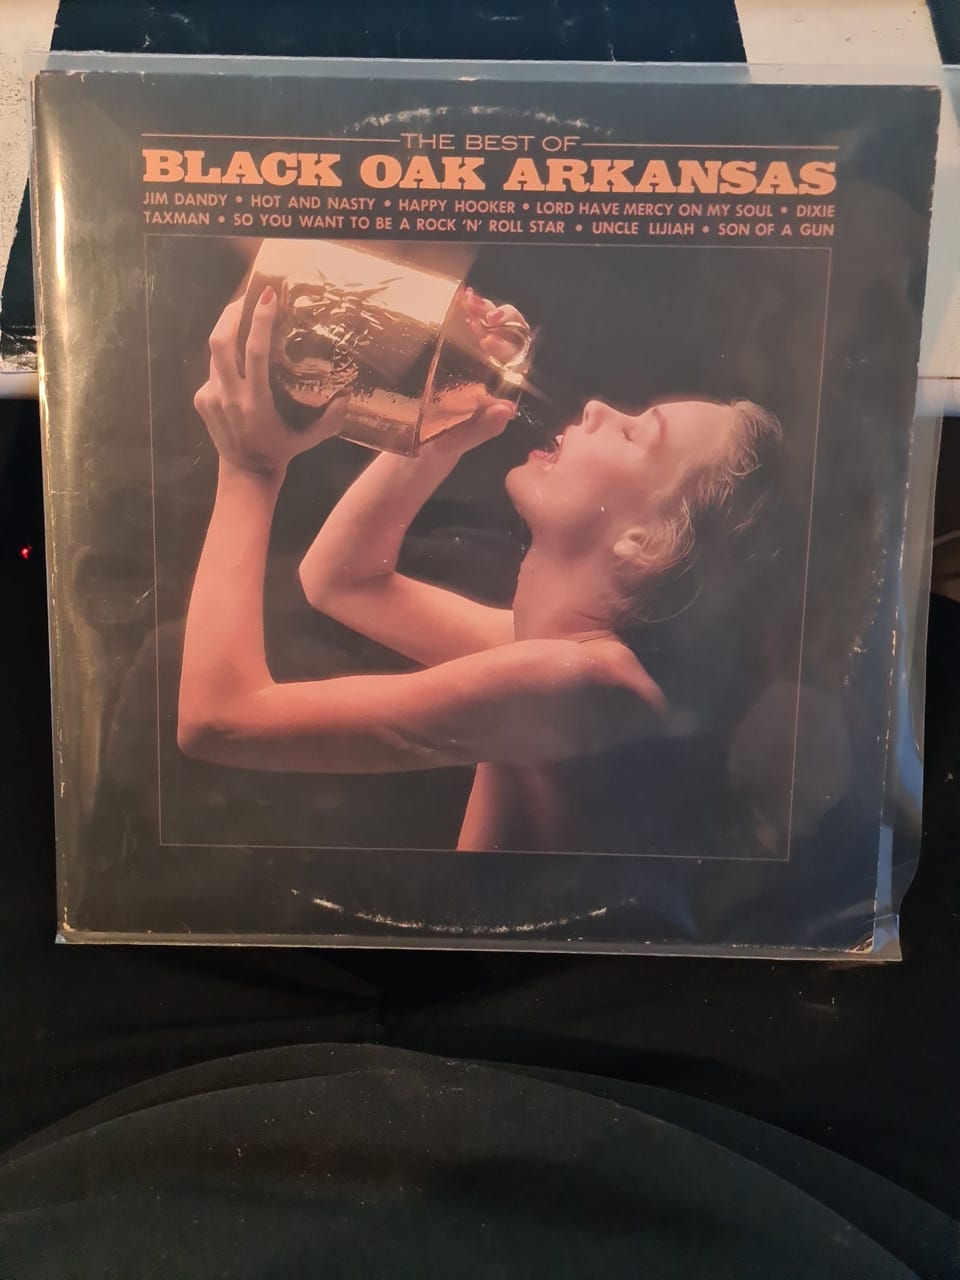 THE BEST OF
BLACK OAK ARKANSAS
JIM DANDY • HOT AND NASTY • HAPPY HOOKER • LORD HAVE MERCY ON MY SOUL • DIXIE
TAXMAN • SO YOU WANT TO BE A ROCK 'N' ROLL STAR • UNCLE LIJIAH • SON OF A GUN